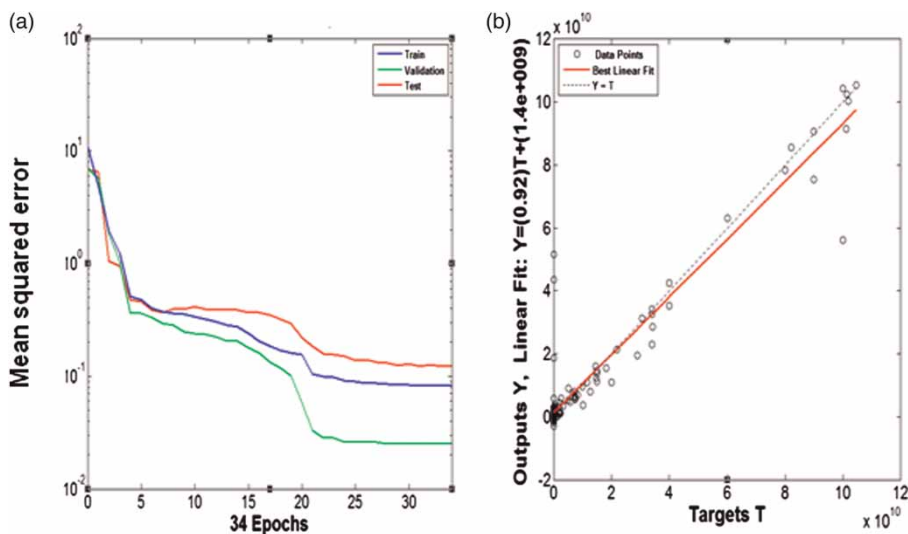 (a)
Mean squared error
10^2
10^1
10^0
10^-1
10^-2
Train
Validation
Test
0 5 10 15 20 25 30
34 Epochs
(b)
x 10^10
Outputs Y, Linear Fit: Y=(0.92)T+(1.4e+009)
12
10
8
6
4
2
0
-2
Data Points
Best Linear Fit
Y = T
0 2 4 6 8 10 12
Targets T
x 10^10